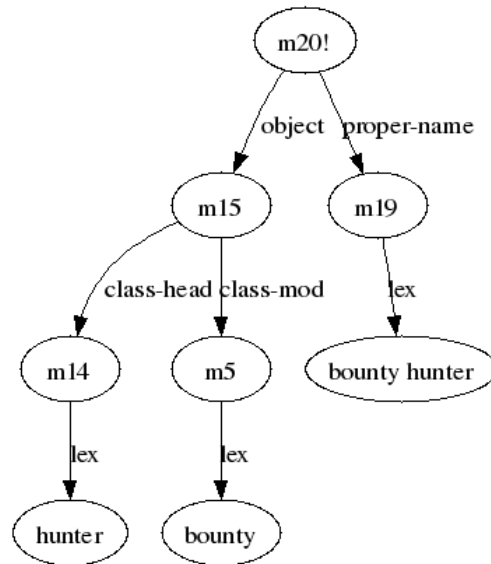 m20!
object proper-name
m15 m19
class-head class-mod lex
m14 m5 bounty hunter
lex lex
hunter bounty